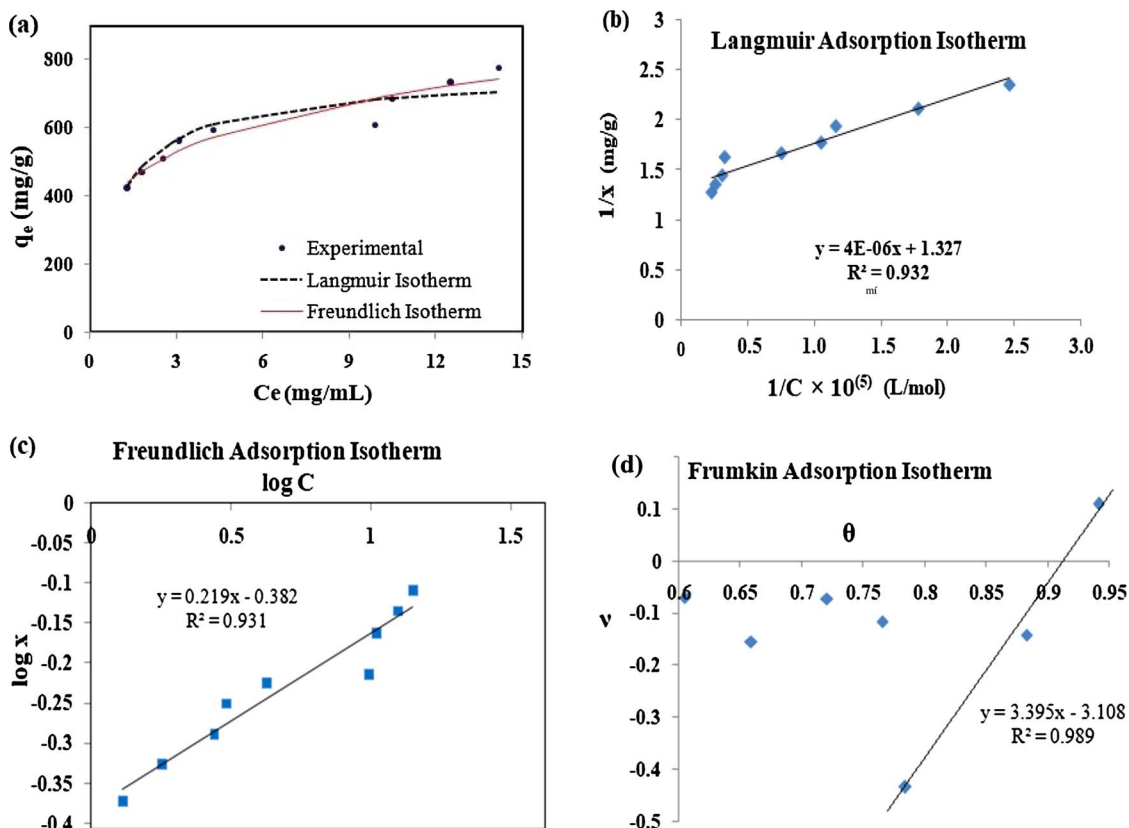 (a)
800
600
400
200
0
qe (mg/g)
Experimental
Langmuir Isotherm
Freundlich Isotherm
0 3 6 9 12 15
Ce (mg/mL)
(b)
Langmuir Adsorption Isotherm
3
2.5
2
1.5
1
0.5
0
1/x (mg/g)
y = 4E-06x + 1.327
R² = 0.932
mí
0 0.5 1.0 1.5 2.0 2.5 3.0
1/C × 10⁽⁵⁾ (L/mol)
(c)
Freundlich Adsorption Isotherm
log C
0
0 0.5 1 1.5
-0.05
-0.1
-0.15
-0.2
-0.25
-0.3
-0.35
-0.4
log x
y = 0.219x - 0.382
R² = 0.931
(d)
Frumkin Adsorption Isotherm
θ
0.1
0
0.6 0.65 0.7 0.75 0.8 0.85 0.9 0.95
-0.1
-0.2
-0.3
-0.4
-0.5
ν
y = 3.395x - 3.108
R² = 0.989